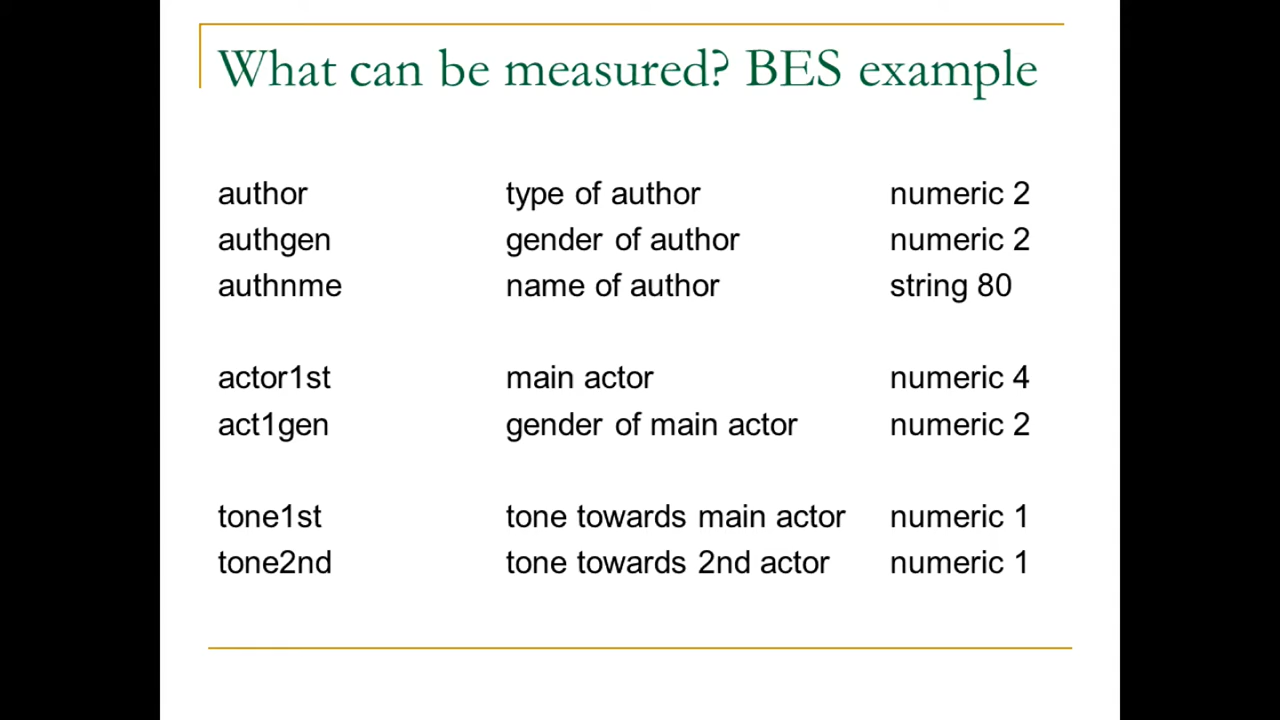 What can be measured? BES example
author type of author numeric 2
authgen gender of author numeric 2
authnme name of author string 80
actor1st main actor numeric 4
act1gen gender of main actor numeric 2
tone1st tone towards main actor numeric 1
tone2nd tone towards 2nd actor numeric 1